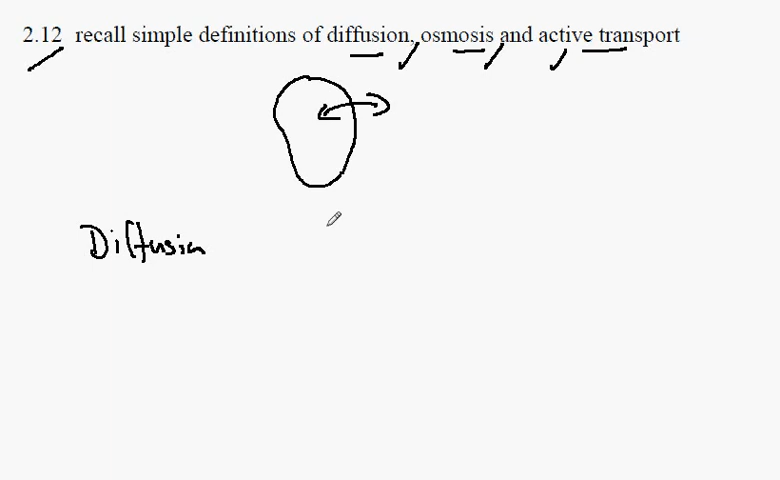 2.12 recall simple definitions of diffusion, osmosis and active transport
Diffusion